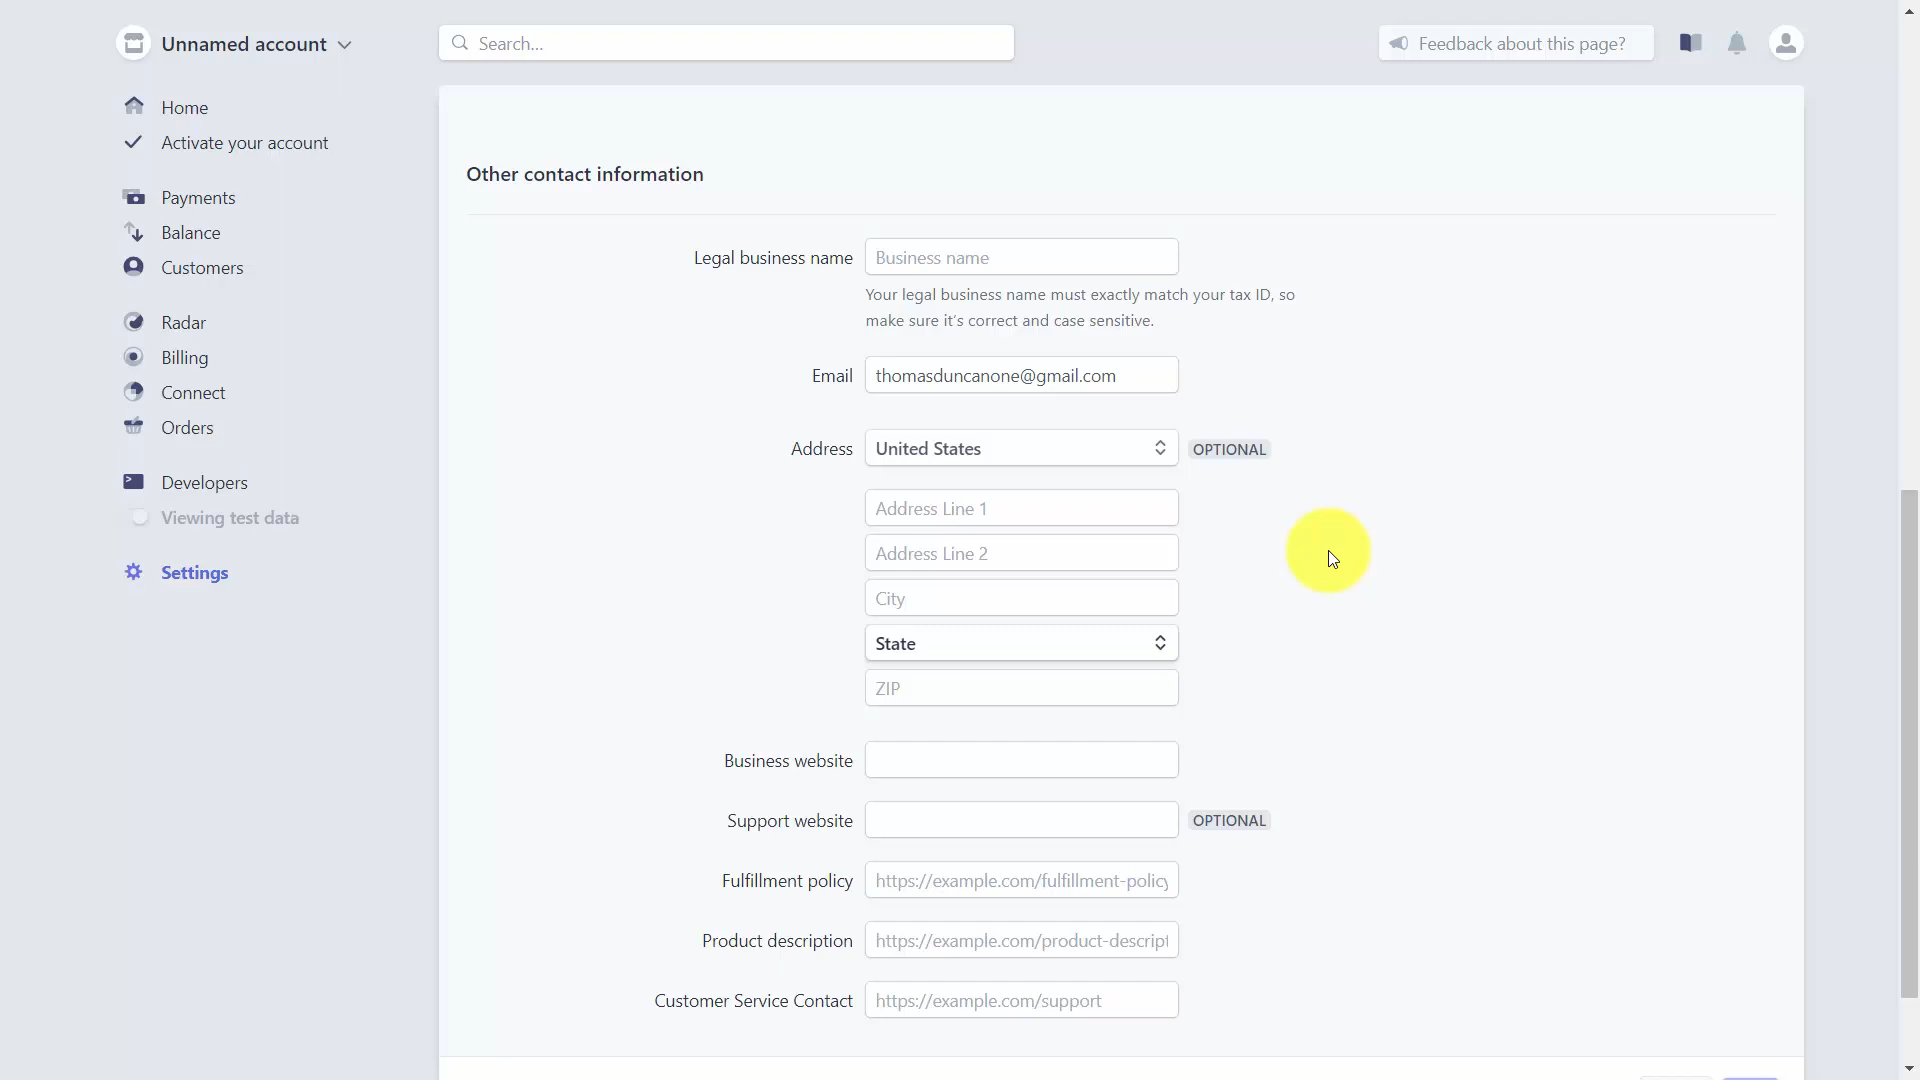 Unnamed account
Search...
Feedback about this page?
Home
Activate your account
Payments
Balance
Customers
Radar
Billing
Connect
Orders
Developers
Viewing test data
Settings
Other contact information
Legal business name
Business name
Your legal business name must exactly match your tax ID, so
make sure it’s correct and case sensitive.
Email
thomasduncanone@gmail.com
Address
United States
OPTIONAL
Address Line 1
Address Line 2
City
State
ZIP
Business website
Support website
OPTIONAL
Fulfillment policy
https://example.com/fulfillment-policy
Product description
https://example.com/product-descript
Customer Service Contact
https://example.com/support